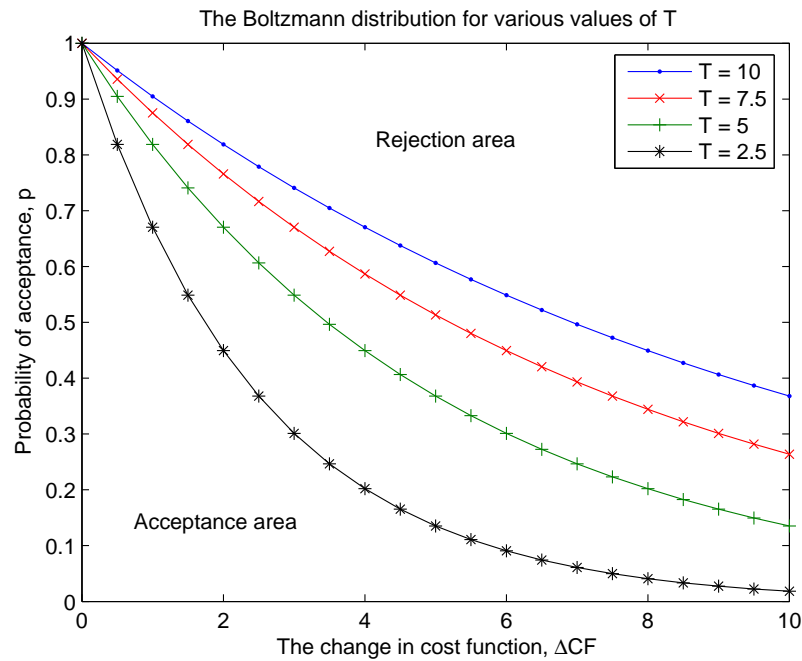 The Boltzmann distribution for various values of T
1
0.9
0.8
0.7
0.6
0.5
0.4
0.3
0.2
0.1
0
Probability of acceptance, p
Rejection area
Acceptance area
T = 10
T = 7.5
T = 5
T = 2.5
0 2 4 6 8 10
The change in cost function, ΔCF